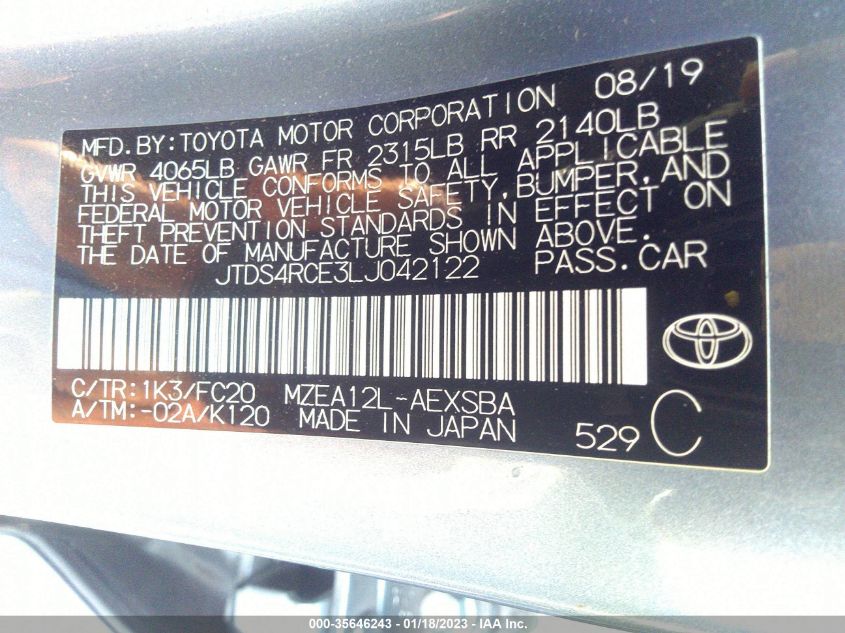 08/19
MFD.BY:TOYOTA MOTOR CORPORATION
GVWR 4065LB GAWR FR 2315LB RR 2140LB
THIS VEHICLE CONFORMS TO ALL APPLICABLE
FEDERAL MOTOR VEHICLE SAFETY,BUMPER,AND
THEFT PREVENTION STANDARDS IN EFFECT ON
THE DATE OF MANUFACTURE SHOWN ABOVE.
JTDS4RCE3LJ042122 PASS.CAR
C/TR:1K3/FC20 MZEA12L-AEXSBA
A/TM:-02A/K120 MADE IN JAPAN
529 C
000-35646243 - 01/18/2023 - IAA Inc.